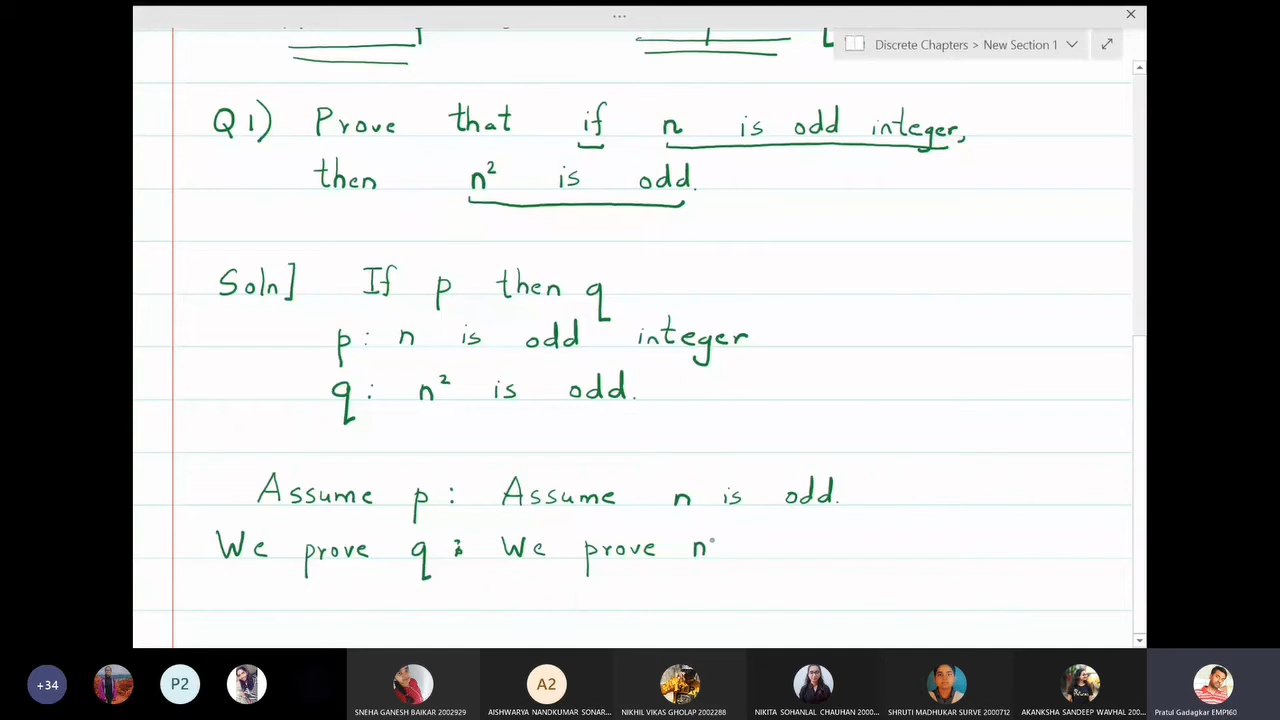 Discrete Chapters > New Section 1
Q1) Prove that if n is odd integer,
then n² is odd.
Soln] If p then q
p: n is odd integer
q: n² is odd.
Assume p: Assume n is odd.
We prove q: We prove n
+34
P2
A2
SNEHA GANESH BAIKAR 2002929
AISHWARYA NANDKUMAR SONAR...
NIKHIL VIKAS GHOLAP 2002288
NIKITA SOHANLAL CHAUHAN 2000...
SHRUTI MADHUKAR SURVE 2000712
AKANKSHA SANDEEP WAVHAL 200...
Pratul Gadagkar EMP160